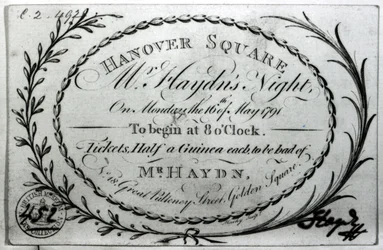 HANOVER SQUARE
Mr. Haydn's Night,
On Monday the 16th of May 1791
To begin at 8 o'Clock.
Tickets, Half a Guinea each, to be had of
Mr HAYDN,
No 18 Great Pulteney Street, Golden Square.
452